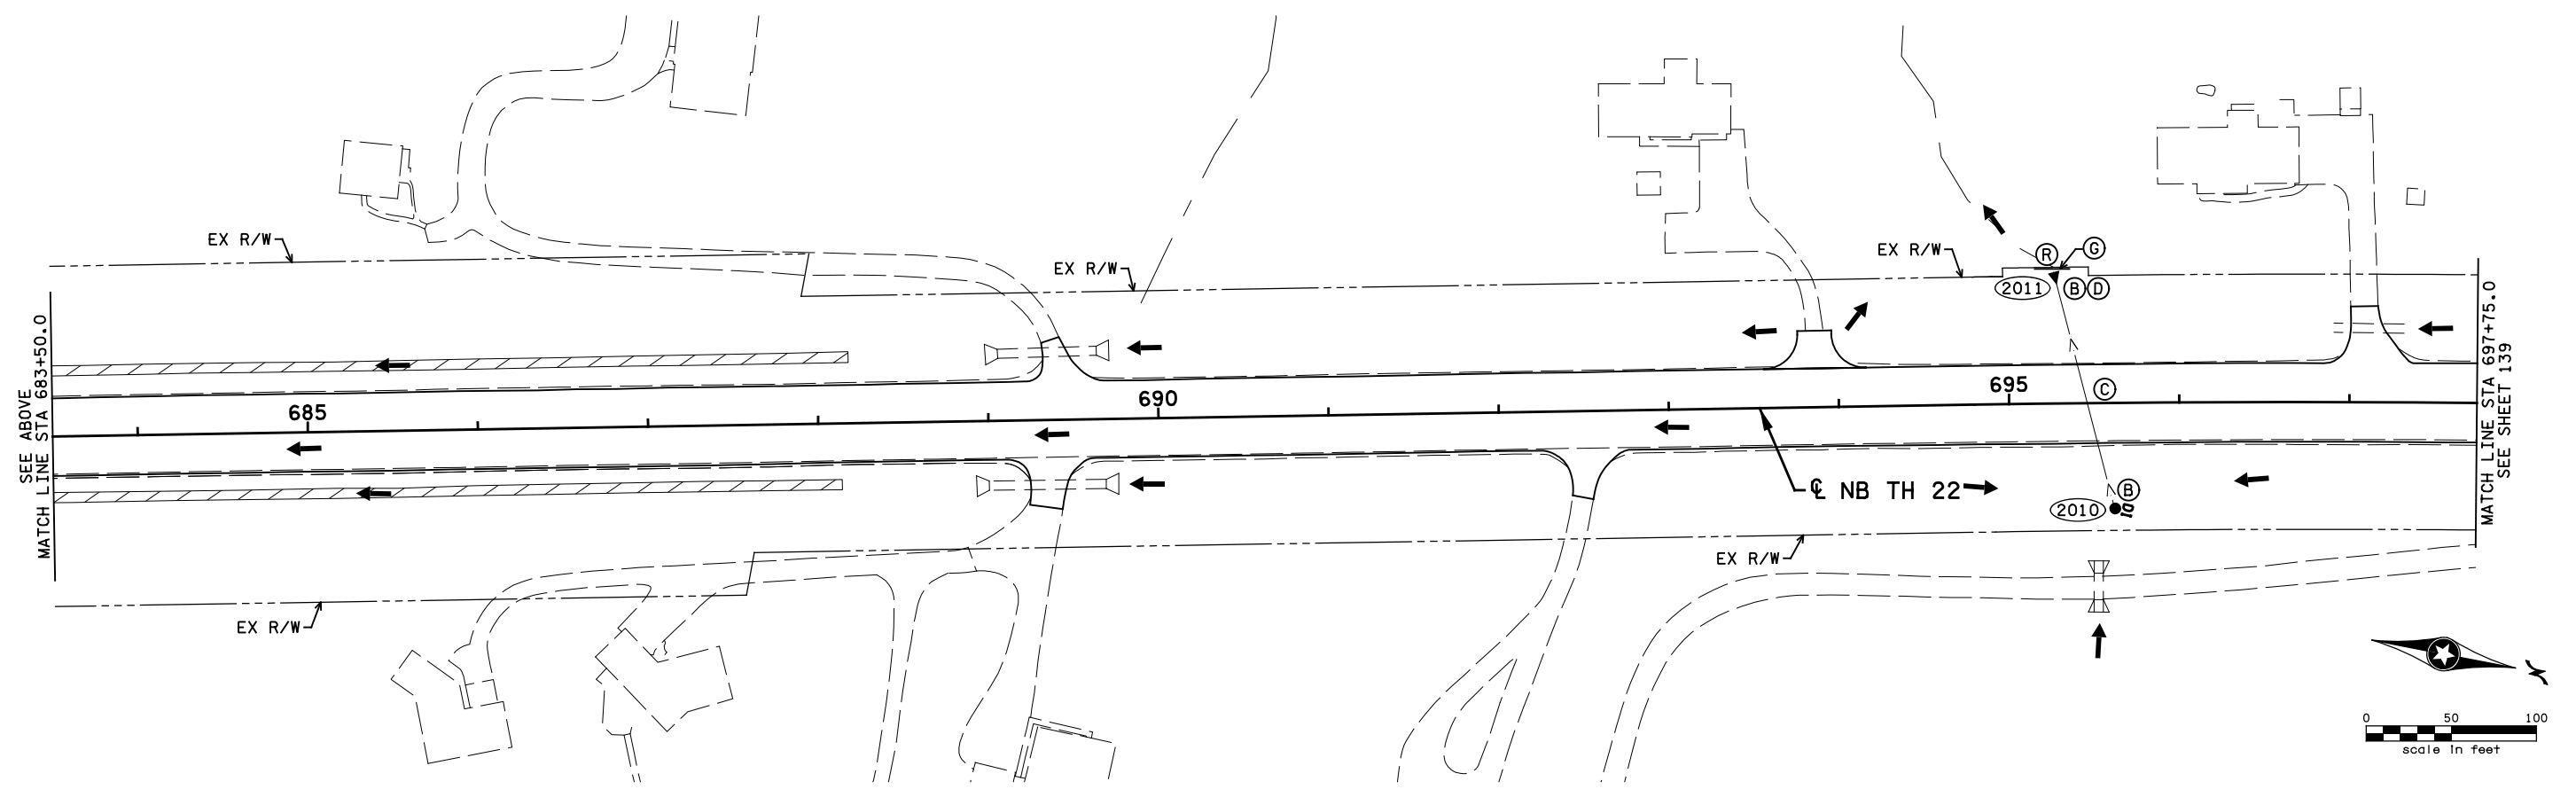 EX R/W
EX R/W
EX R/W
R
G
2011
B
D
SEE ABOVE
MATCH LINE STA 683+50.0
685
690
695
C
MATCH LINE STA 697+75.0
SEE SHEET 139
℄ NB TH 22
B
2010
EX R/W
EX R/W
0 50 100
scale in feet